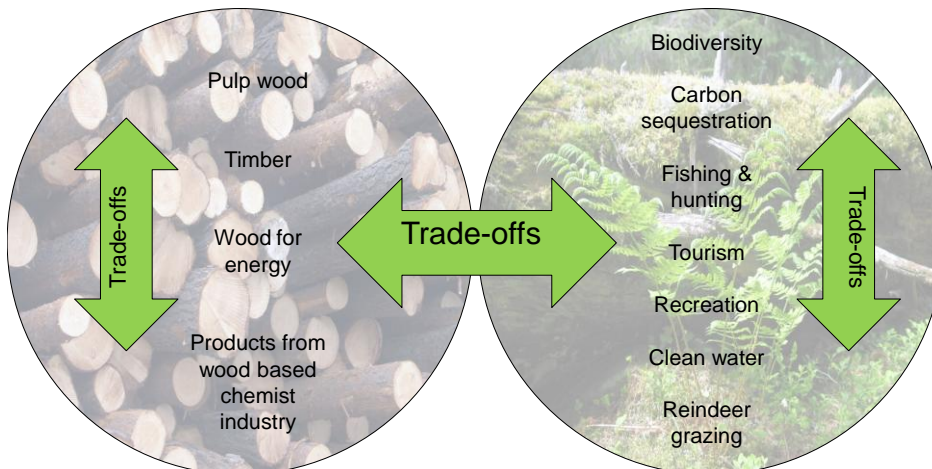 Pulp wood
Timber
Wood for
energy
Products from
wood based
chemist
industry
Trade-offs
Trade-offs
Biodiversity
Carbon
sequestration
Fishing &
hunting
Tourism
Recreation
Clean water
Reindeer
grazing
Trade-offs